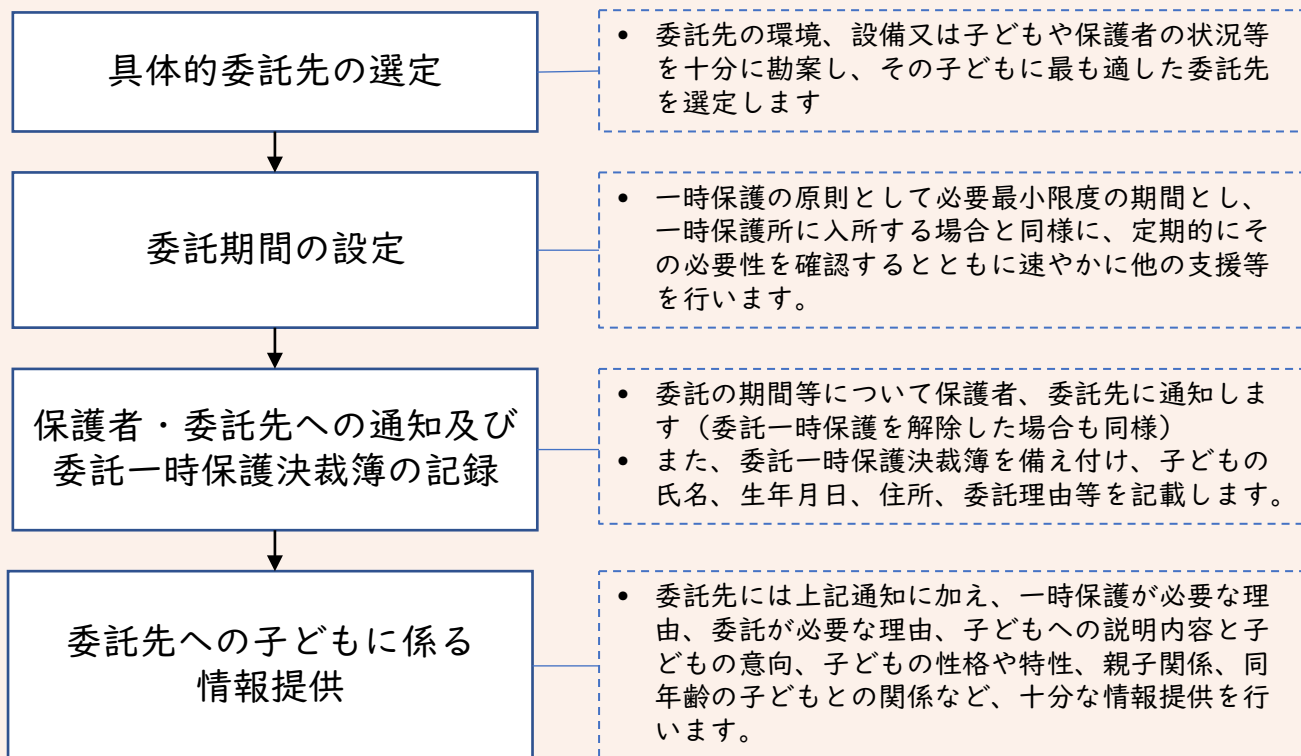 具体的委託先の選定
• 委託先の環境、設備又は子どもや保護者の状況等
を十分に勘案し、その子どもに最も適した委託先
を選定します
委託期間の設定
• 一時保護の原則として必要最小限度の期間とし、
一時保護所に入所する場合と同様に、定期的にそ
の必要性を確認するとともに速やかに他の支援等
を行います。
保護者・委託先への通知及び
委託一時保護決裁簿の記録
• 委託の期間等について保護者、委託先に通知しま
す（委託一時保護を解除した場合も同様）
• また、委託一時保護決裁簿を備え付け、子どもの
氏名、生年月日、住所、委託理由等を記載します。
委託先への子どもに係る
情報提供
• 委託先には上記通知に加え、一時保護が必要な理
由、委託が必要な理由、子どもへの説明内容と子
どもの意向、子どもの性格や特性、親子関係、同
年齢の子どもとの関係など、十分な情報提供を行
います。